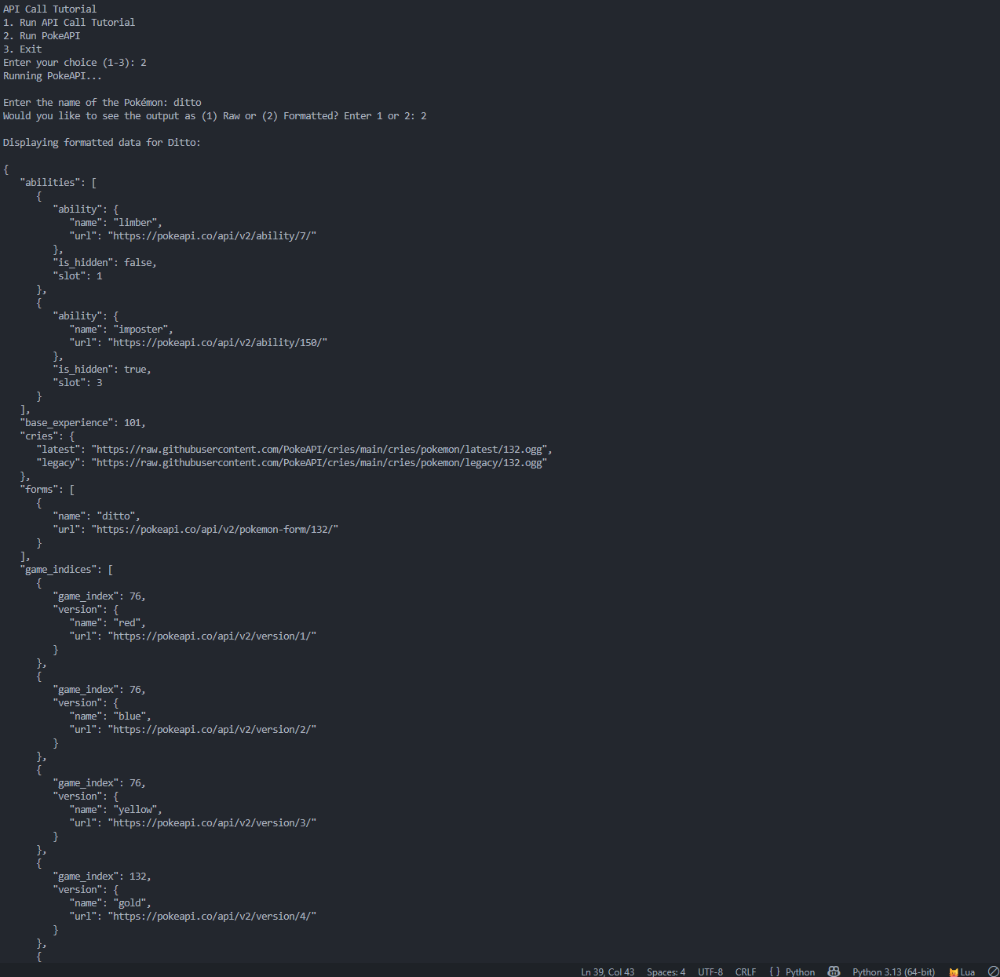 API Call Tutorial
1. Run API Call Tutorial
2. Run PokeAPI
3. Exit
Enter your choice (1-3): 2
Running PokeAPI...

Enter the name of the Pokémon: ditto
Would you like to see the output as (1) Raw or (2) Formatted? Enter 1 or 2: 2

Displaying formatted data for Ditto:

{
   "abilities": [
      {
         "ability": {
            "name": "limber",
            "url": "https://pokeapi.co/api/v2/ability/7/"
         },
         "is_hidden": false,
         "slot": 1
      },
      {
         "ability": {
            "name": "imposter",
            "url": "https://pokeapi.co/api/v2/ability/150/"
         },
         "is_hidden": true,
         "slot": 3
      }
   ],
   "base_experience": 101,
   "cries": {
      "latest": "https://raw.githubusercontent.com/PokeAPI/cries/main/cries/pokemon/latest/132.ogg",
      "legacy": "https://raw.githubusercontent.com/PokeAPI/cries/main/cries/pokemon/legacy/132.ogg"
   },
   "forms": [
      {
         "name": "ditto",
         "url": "https://pokeapi.co/api/v2/pokemon-form/132/"
      }
   ],
   "game_indices": [
      {
         "game_index": 76,
         "version": {
            "name": "red",
            "url": "https://pokeapi.co/api/v2/version/1/"
         }
      },
      {
         "game_index": 76,
         "version": {
            "name": "blue",
            "url": "https://pokeapi.co/api/v2/version/2/"
         }
      },
      {
         "game_index": 76,
         "version": {
            "name": "yellow",
            "url": "https://pokeapi.co/api/v2/version/3/"
         }
      },
      {
         "game_index": 132,
         "version": {
            "name": "gold",
            "url": "https://pokeapi.co/api/v2/version/4/"
         }
      },
      {
Ln 39, Col 43 Spaces: 4 UTF-8 CRLF { } Python Python 3.13 (64-bit) Lua